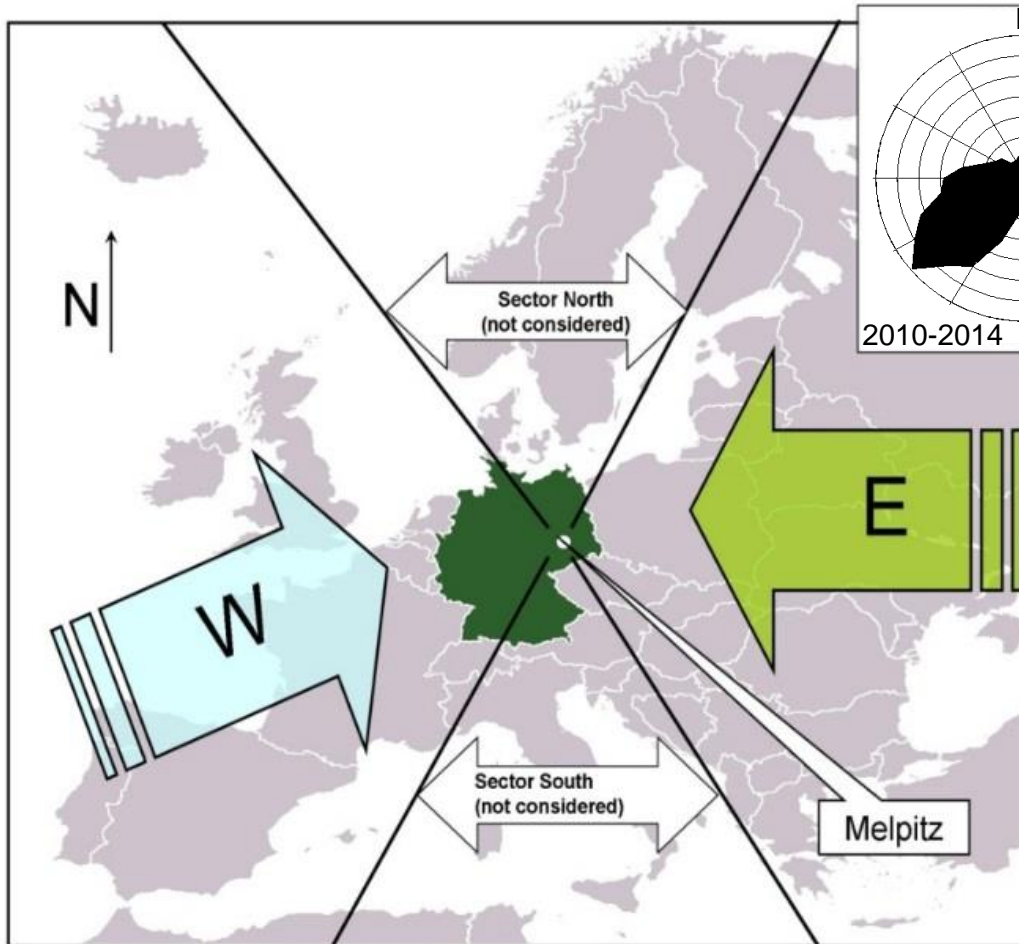 N
2010-2014
Sector North
(not considered)
E
W
Sector South
(not considered)
Melpitz